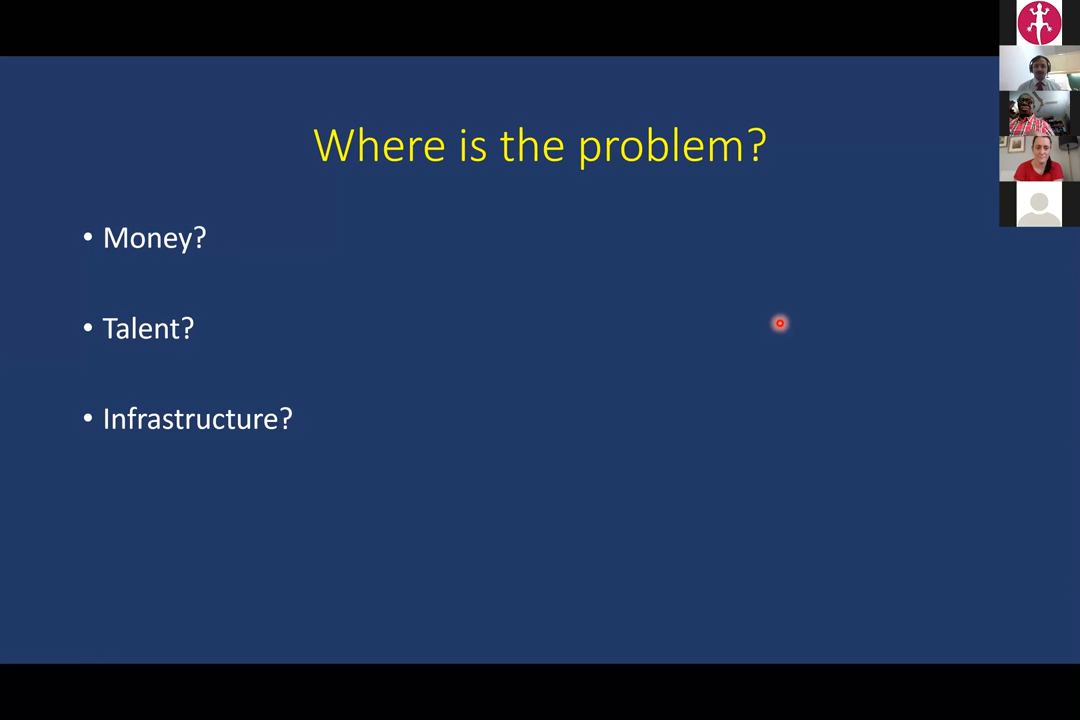 Where is the problem?
• Money?
• Talent?
• Infrastructure?